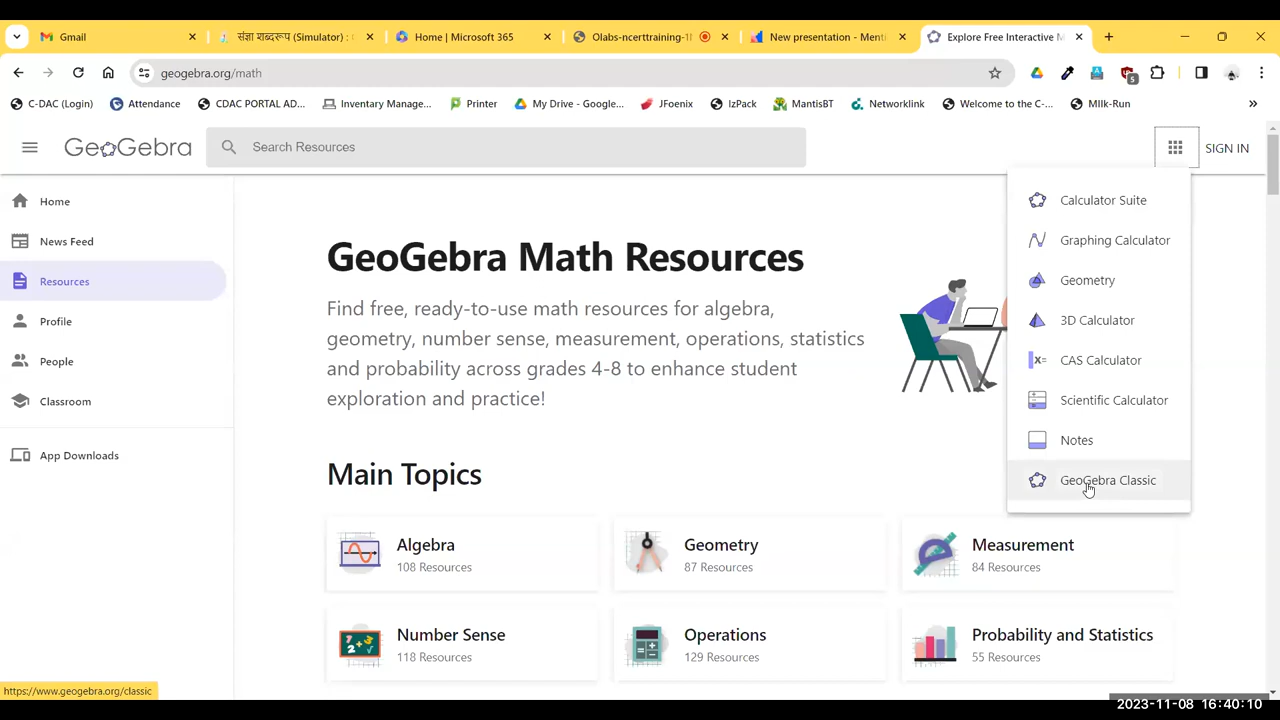 Gmail
संज्ञा शब्दरूप (Simulator) :
Home | Microsoft 365
Olabs-ncerttraining-1
New presentation - Menti
Explore Free Interactive M
geogebra.org/math
5
C-DAC (Login)
Attendance
CDAC PORTAL AD...
Inventory Manage...
Printer
My Drive - Google...
JFoenix
IzPack
MantisBT
Networklink
Welcome to the C-...
MIlk-Run
GeoGebra
Search Resources
SIGN IN
Home
News Feed
Resources
Profile
People
Classroom
App Downloads
GeoGebra Math Resources
Find free, ready-to-use math resources for algebra,
geometry, number sense, measurement, operations, statistics
and probability across grades 4-8 to enhance student
exploration and practice!
Calculator Suite
Graphing Calculator
Geometry
3D Calculator
CAS Calculator
Scientific Calculator
Notes
GeoGebra Classic
Main Topics
Algebra
108 Resources
Geometry
87 Resources
Measurement
84 Resources
Number Sense
118 Resources
Operations
129 Resources
Probability and Statistics
55 Resources
https://www.geogebra.org/classic
2023-11-08 16:40:10